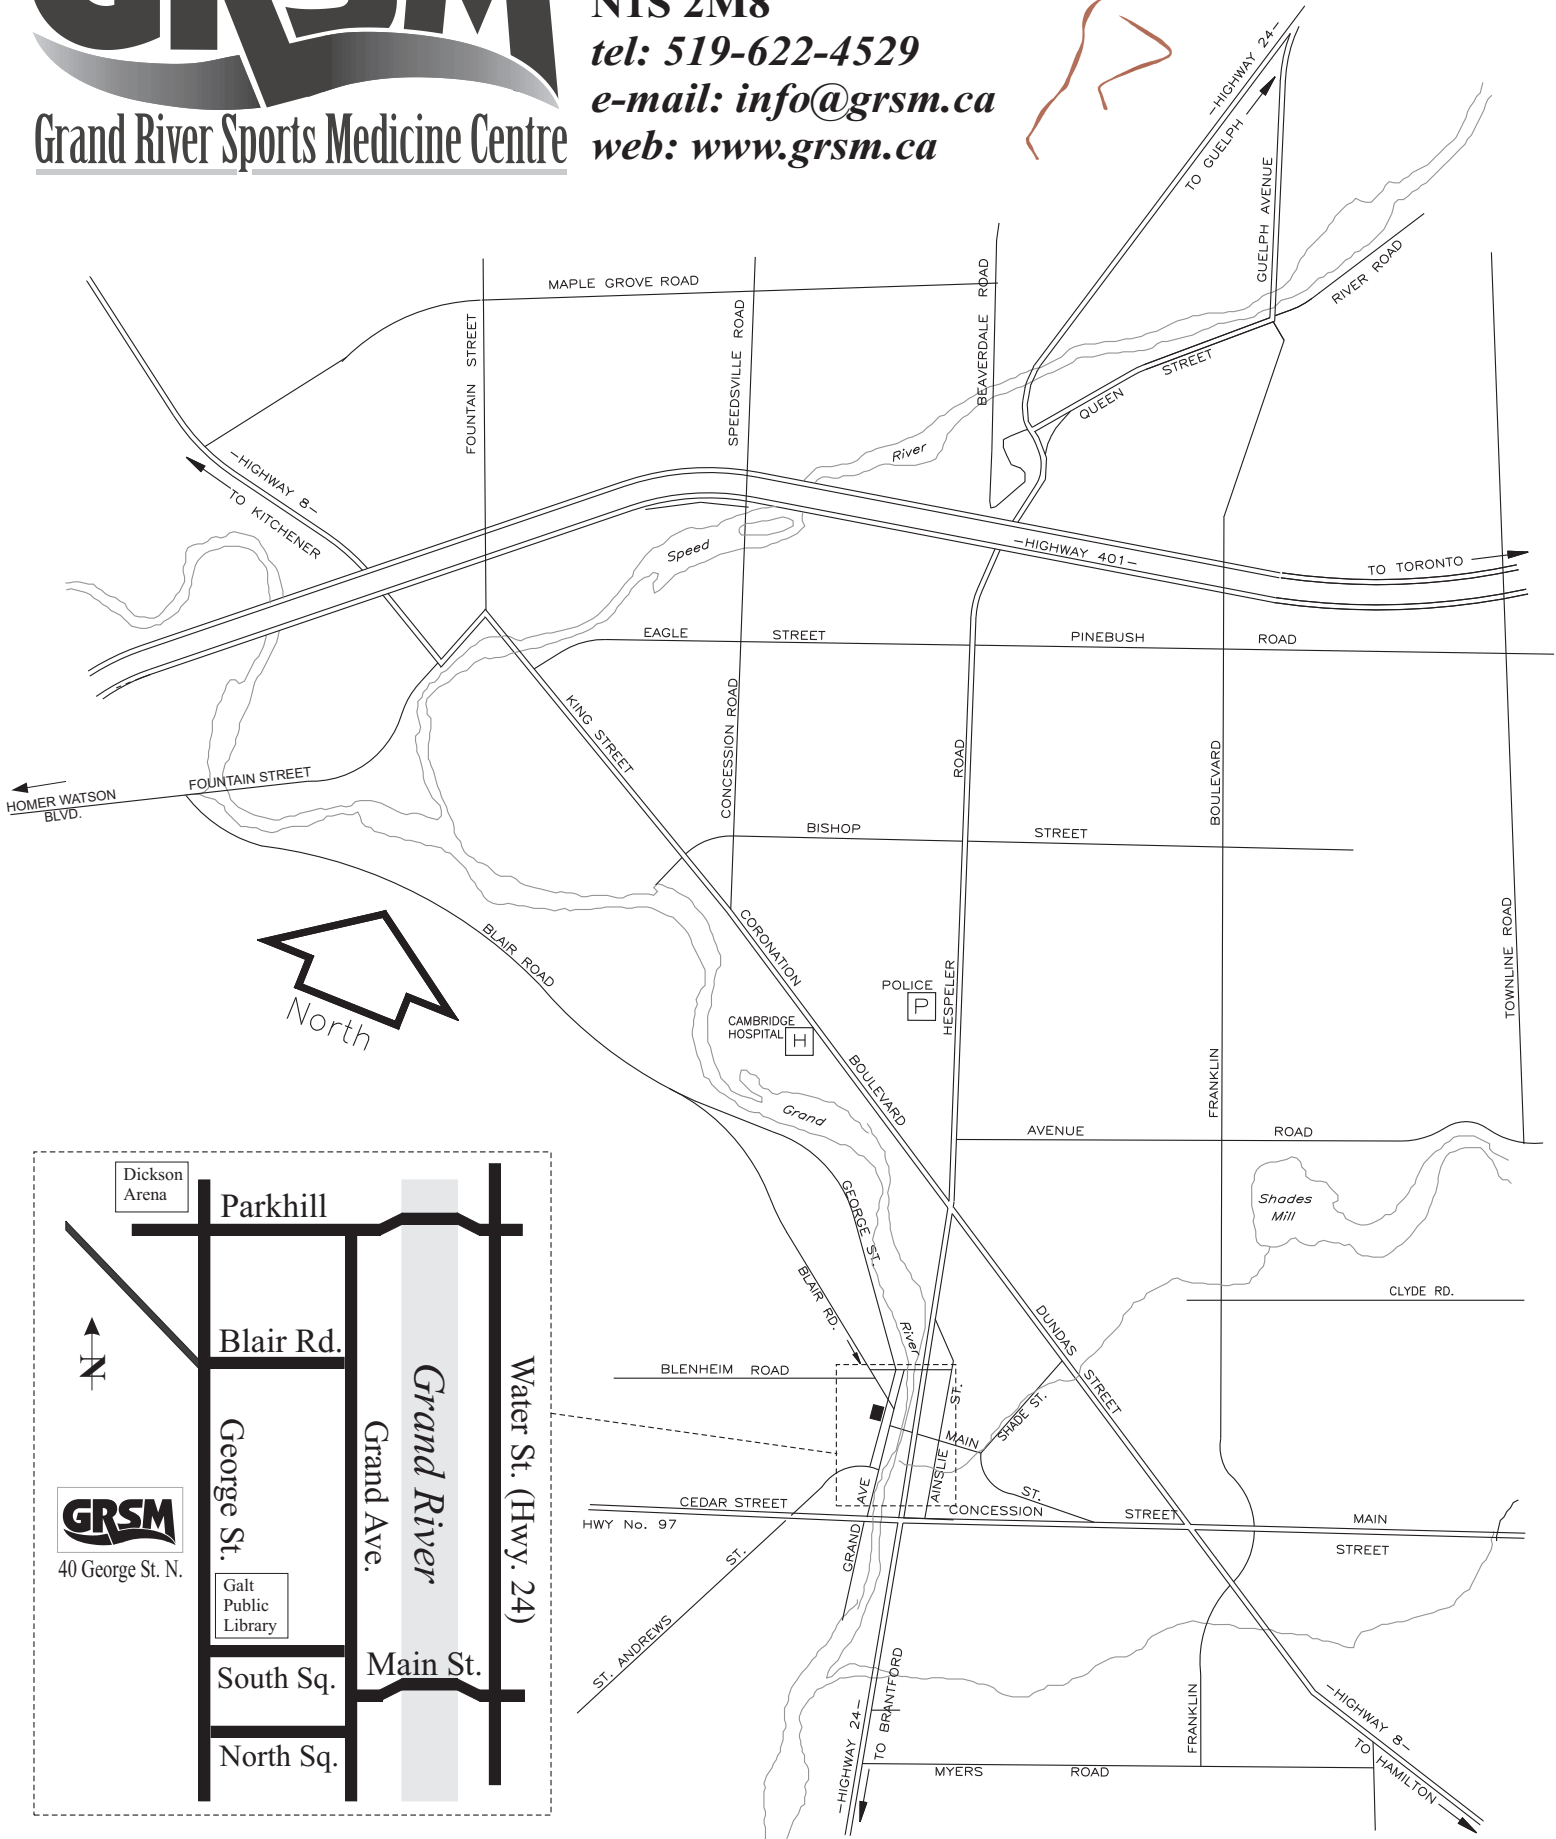 GRSM
Grand River Sports Medicine Centre
N1S 2M8
tel: 519-622-4529
e-mail: info@grsm.ca
web: www.grsm.ca
-HIGHWAY 24-
TO GUELPH
GUELPH AVENUE
RIVER ROAD
MAPLE GROVE ROAD
FOUNTAIN STREET
SPEEDSVILLE ROAD
BEAVERDALE ROAD
QUEEN STREET
River
-HIGHWAY 8-
TO KITCHENER
Speed
-HIGHWAY 401-
TO TORONTO
EAGLE STREET
PINEBUSH ROAD
KING STREET
CONCESSION ROAD
ROAD
BOULEVARD
FOUNTAIN STREET
HOMER WATSON
BLVD.
BISHOP STREET
BLAIR ROAD
North
CORONATION
POLICE
P
HESPELER
CAMBRIDGE
HOSPITAL
H
BOULEVARD
TOWNLINE ROAD
FRANKLIN
Grand
AVENUE ROAD
GEORGE ST.
Shades
Mill
BLAIR RD.
CLYDE RD.
River
DUNDAS STREET
BLENHEIM ROAD
ST.
SHADE ST.
MAIN
AINSLIE
ST.
CEDAR STREET
HWY No. 97
AVE
GRAND
CONCESSION STREET
MAIN
STREET
ST.
ST. ANDREWS
-HIGHWAY 24-
TO BRANTFORD
FRANKLIN
MYERS ROAD
-HIGHWAY 8-
TO HAMILTON
Dickson
Arena
Parkhill
Blair Rd.
N
George St.
Grand Ave.
Grand River
Water St. (Hwy. 24)
GRSM
40 George St. N.
Galt
Public
Library
South Sq.
Main St.
North Sq.